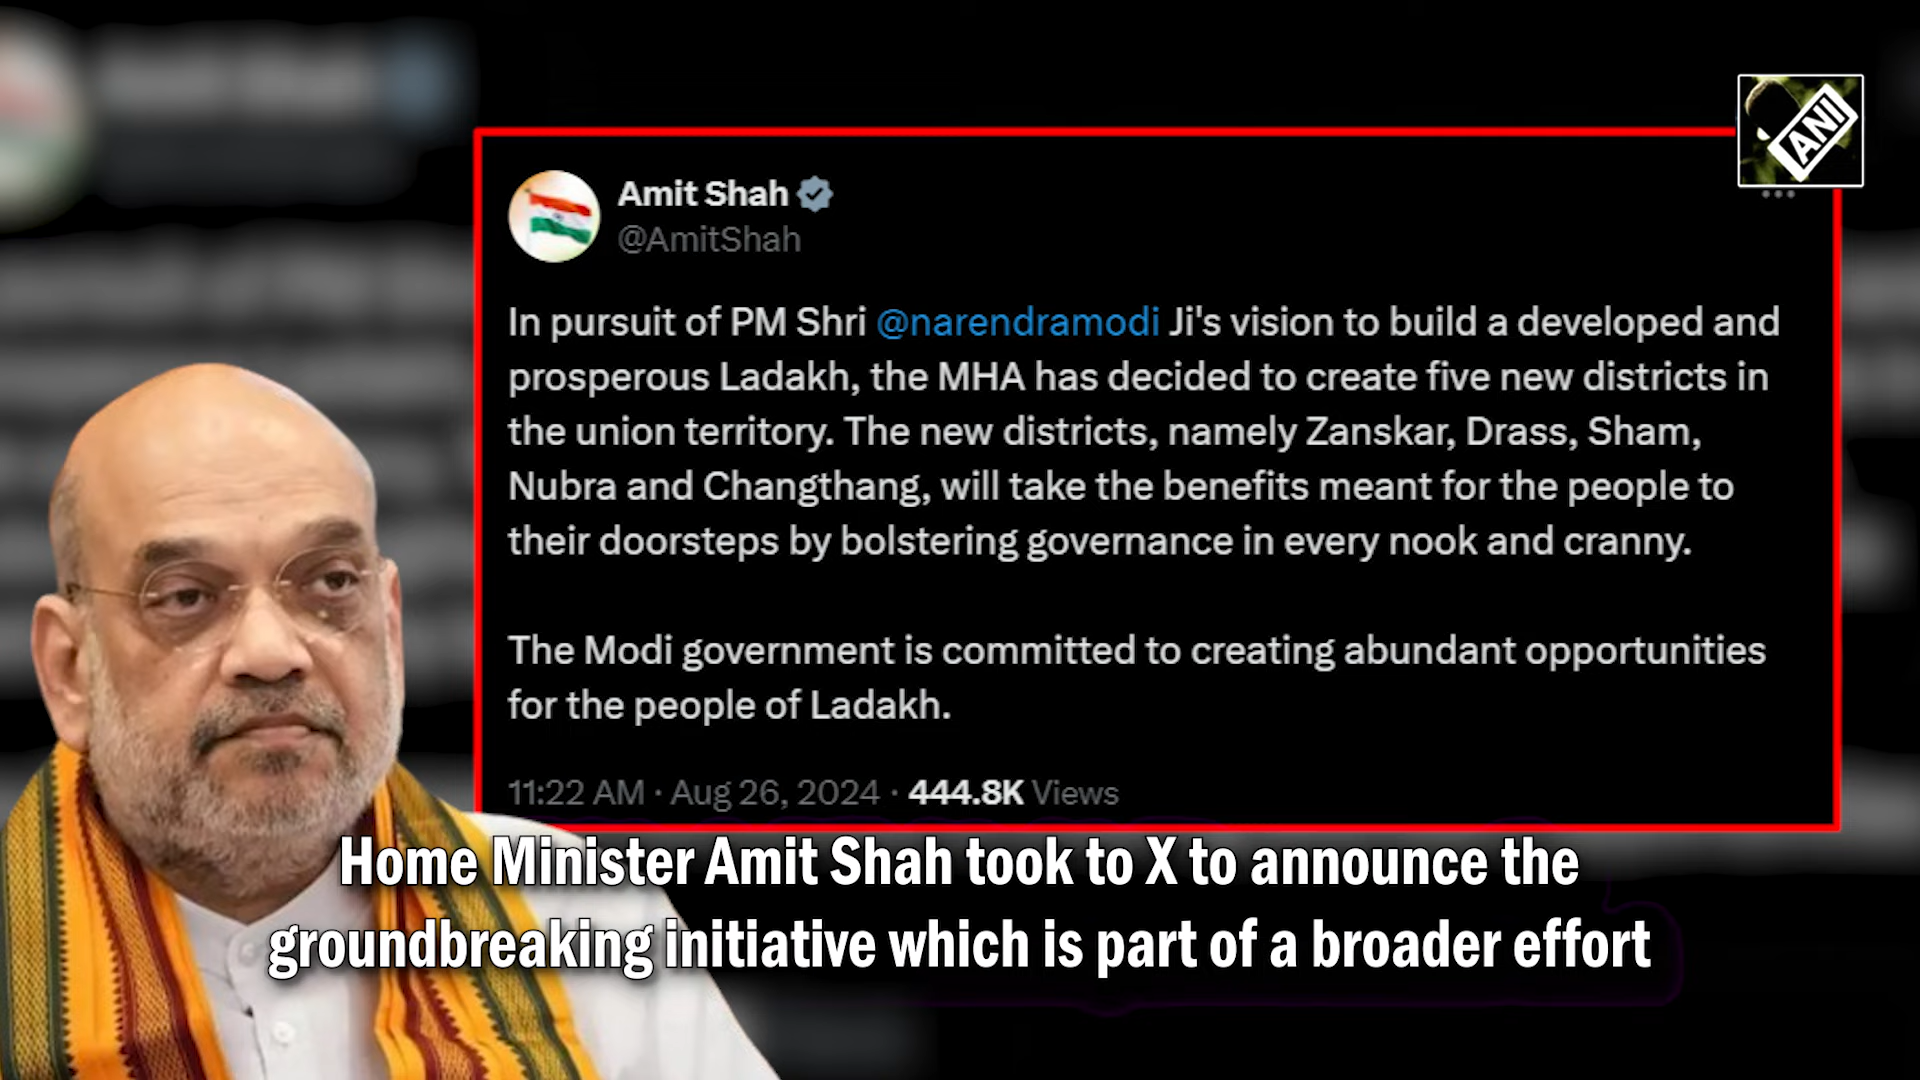 ANI
Amit Shah
@AmitShah
In pursuit of PM Shri @narendramodi Ji's vision to build a developed and
prosperous Ladakh, the MHA has decided to create five new districts in
the union territory. The new districts, namely Zanskar, Drass, Sham,
Nubra and Changthang, will take the benefits meant for the people to
their doorsteps by bolstering governance in every nook and cranny.
The Modi government is committed to creating abundant opportunities
for the people of Ladakh.
11:22 AM · Aug 26, 2024 · 444.8K Views
Home Minister Amit Shah took to X to announce the
groundbreaking initiative which is part of a broader effort